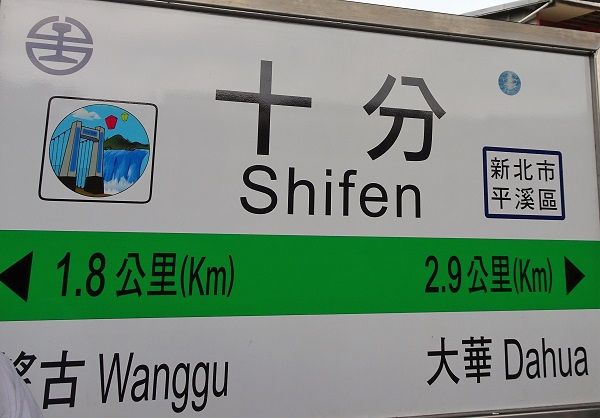 十分
Shifen
新北市
平溪區
1.8公里(Km)
2.9公里(Km)
望古 Wanggu
大華 Dahua